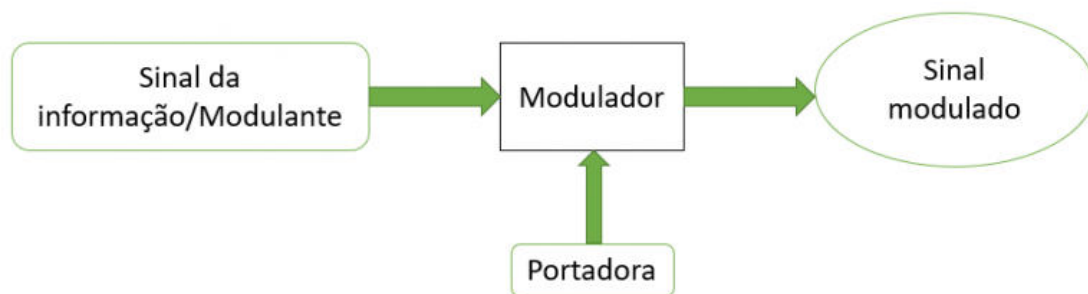 Sinal da
informação/Modulante
Modulador
Sinal
modulado
Portadora